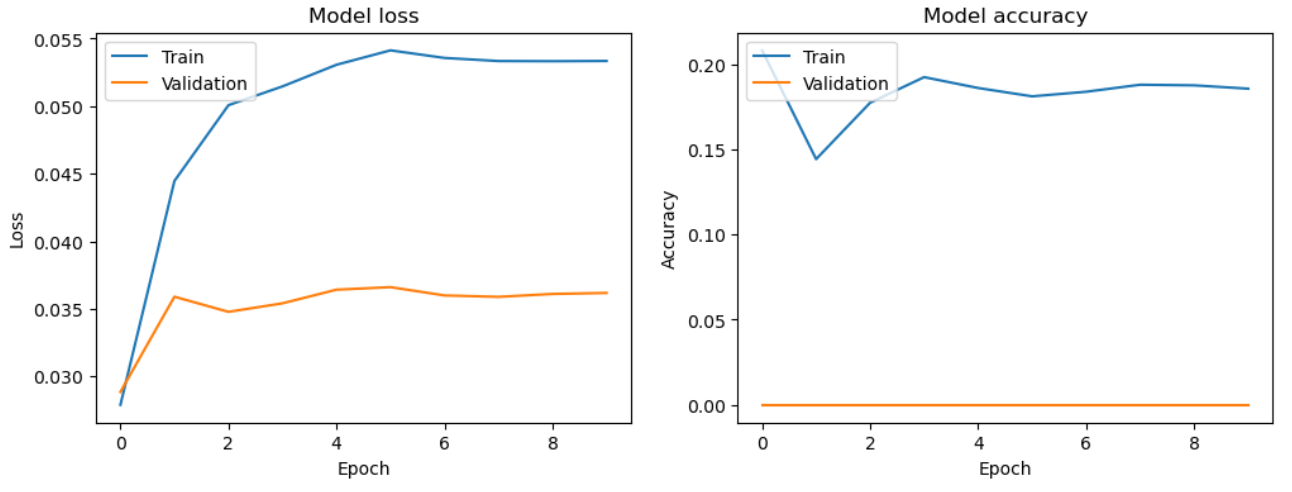 Model loss
Train
Validation
0.055
0.050
0.045
0.040
0.035
0.030
Loss
0 2 4 6 8
Epoch
Model accuracy
Train
Validation
0.20
0.15
0.10
0.05
0.00
Accuracy
0 2 4 6 8
Epoch